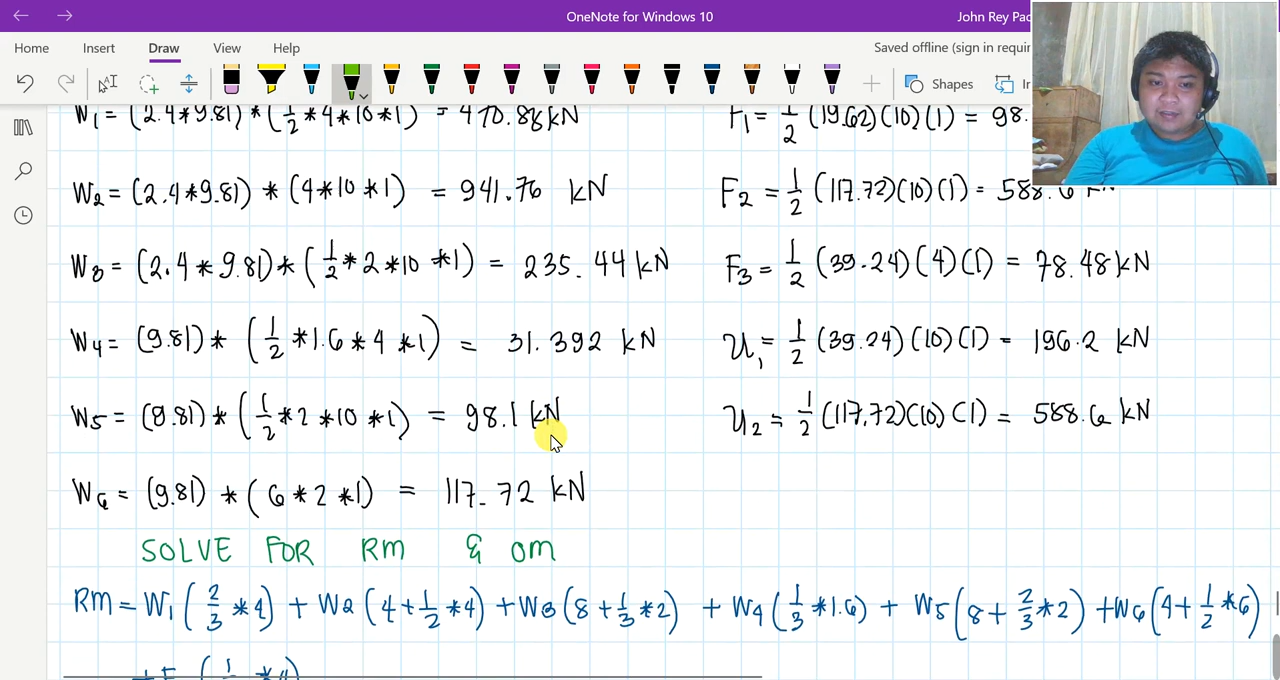 OneNote for Windows 10
John Rey
Home Insert Draw View Help
Saved offline (sign in
Shapes
W1 = (2.4*9.81) * (1/2 *4*10*1) = 470.88 kN
F1 = 1/2 (19.62)(10)(1) = 98.
W2 = (2.4*9.81) * (4*10*1) = 941.76 kN
F2 = 1/2 (117.72)(10)(1) = 588.6 kN
W3 = (2.4*9.81)*(1/2 *2*10*1) = 235.44 kN
F3 = 1/2 (39.24)(4)(1) = 78.48 kN
W4 = (9.81)* (1/2 *1.6*4*1) = 31.392 kN
U1 = 1/2 (39.24)(10)(1) = 196.2 kN
W5 = (9.81)*(1/2 *2*10*1) = 98.1 kN
U2 = 1/2 (117.72)(10)(1) = 588.6 kN
W6 = (9.81) * (6*2*1) = 117.72 kN
SOLVE FOR RM & OM
RM = W1 (2/3 *4) + W2 (4+1/2 *4) + W3 (8+1/3 *2) + W4 (1/3 *1.6) + W5 (8+2/3 *2) + W6 (4+1/2 *6)